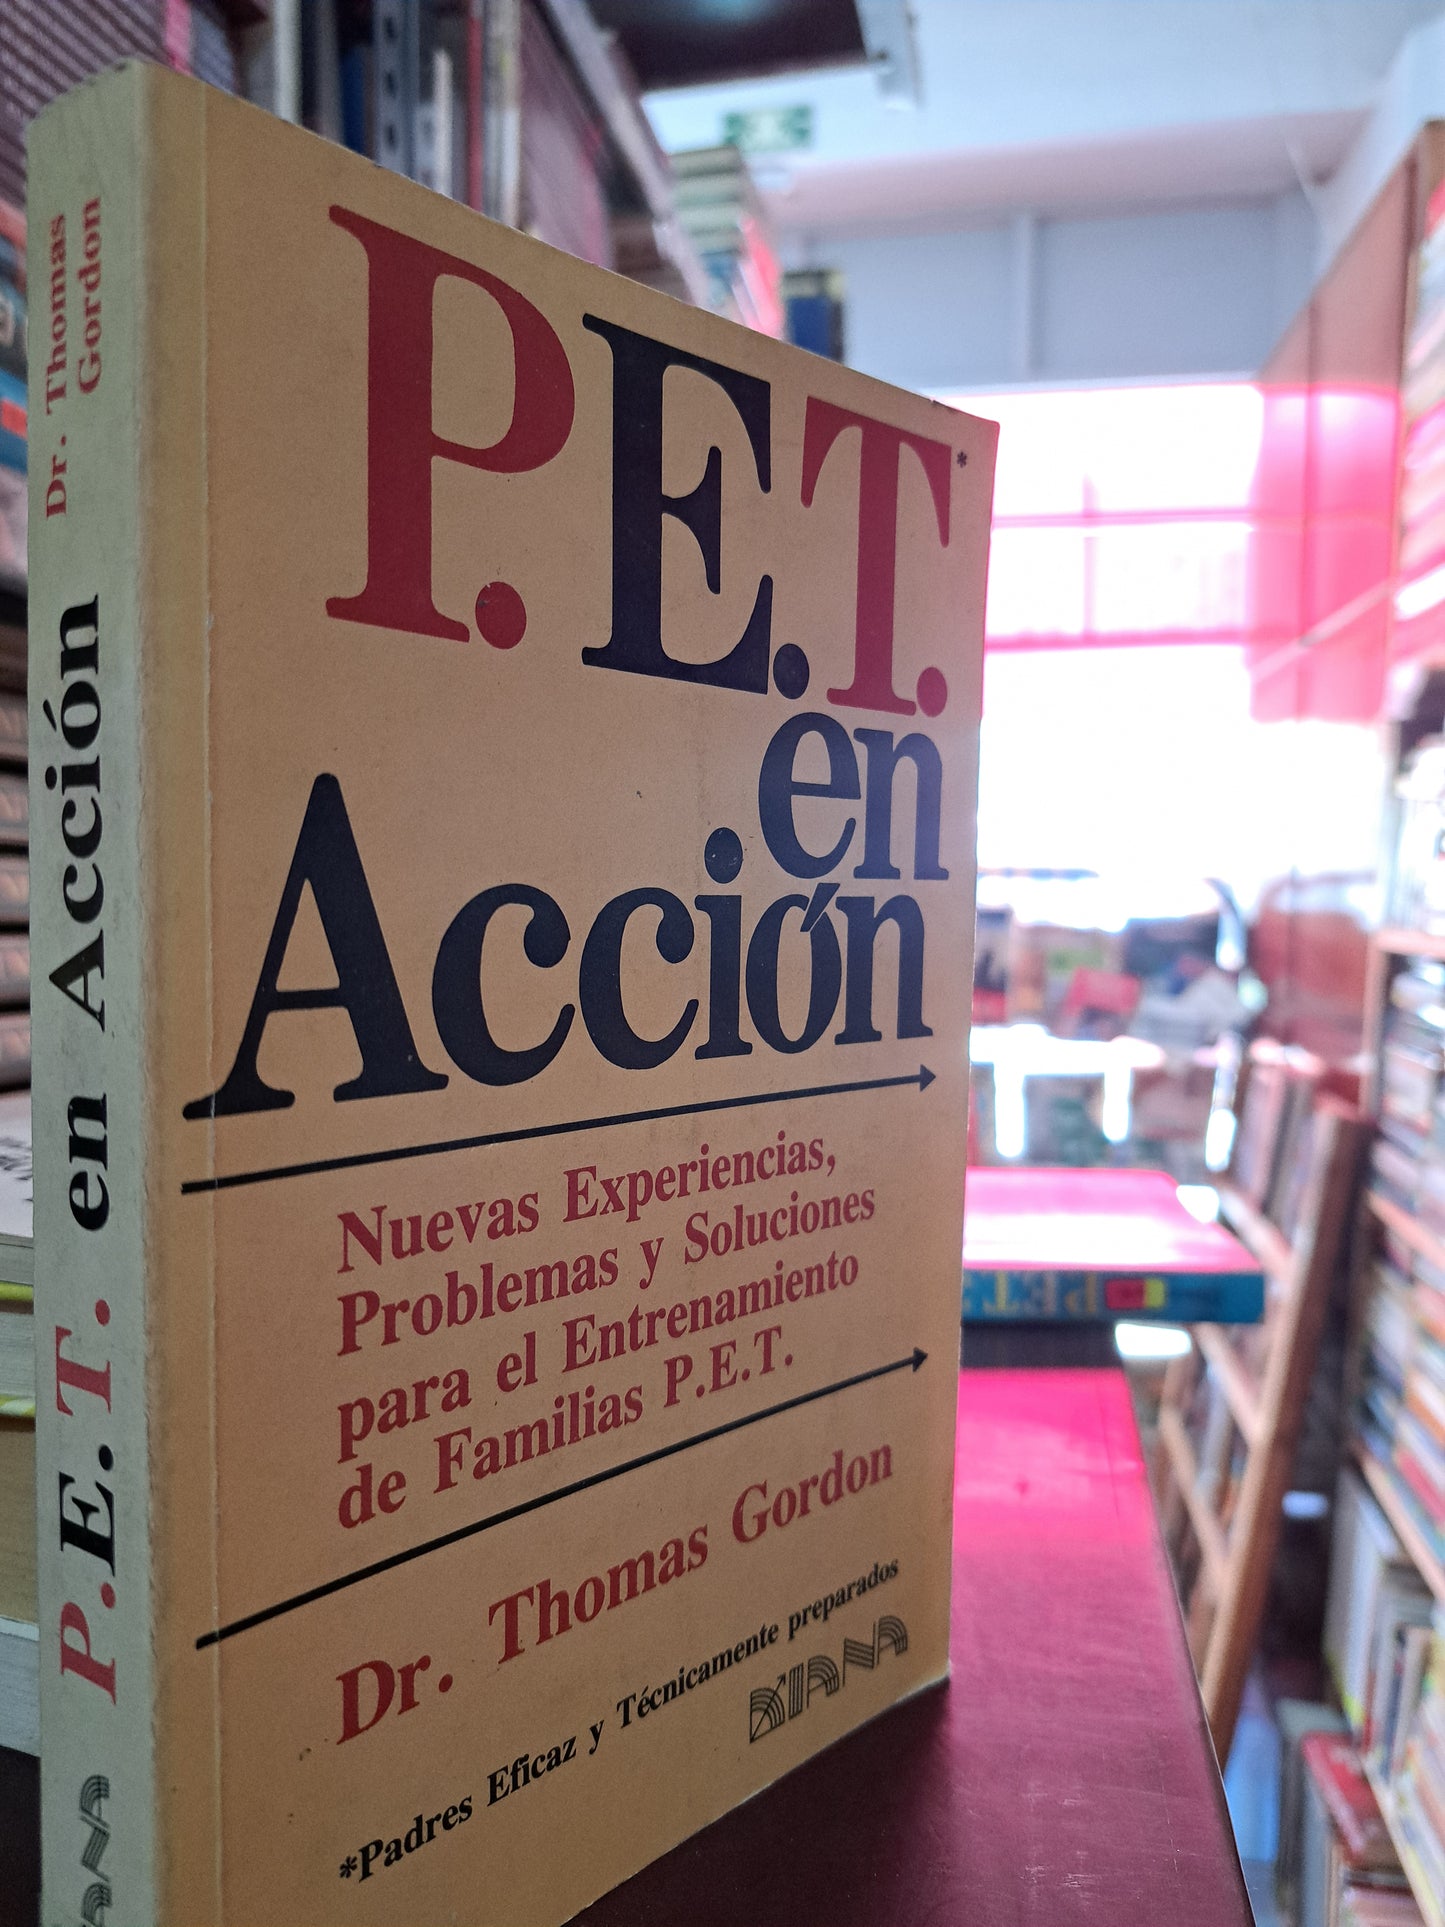 P.E.T.*
en
Acción
Nuevas Experiencias,
Problemas y Soluciones
para el Entrenamiento
de Familias P.E.T.
Dr. Thomas Gordon
*Padres Eficaz y Técnicamente preparados
DIANA
Dr. Thomas
Gordon
P.E.T. en Acción